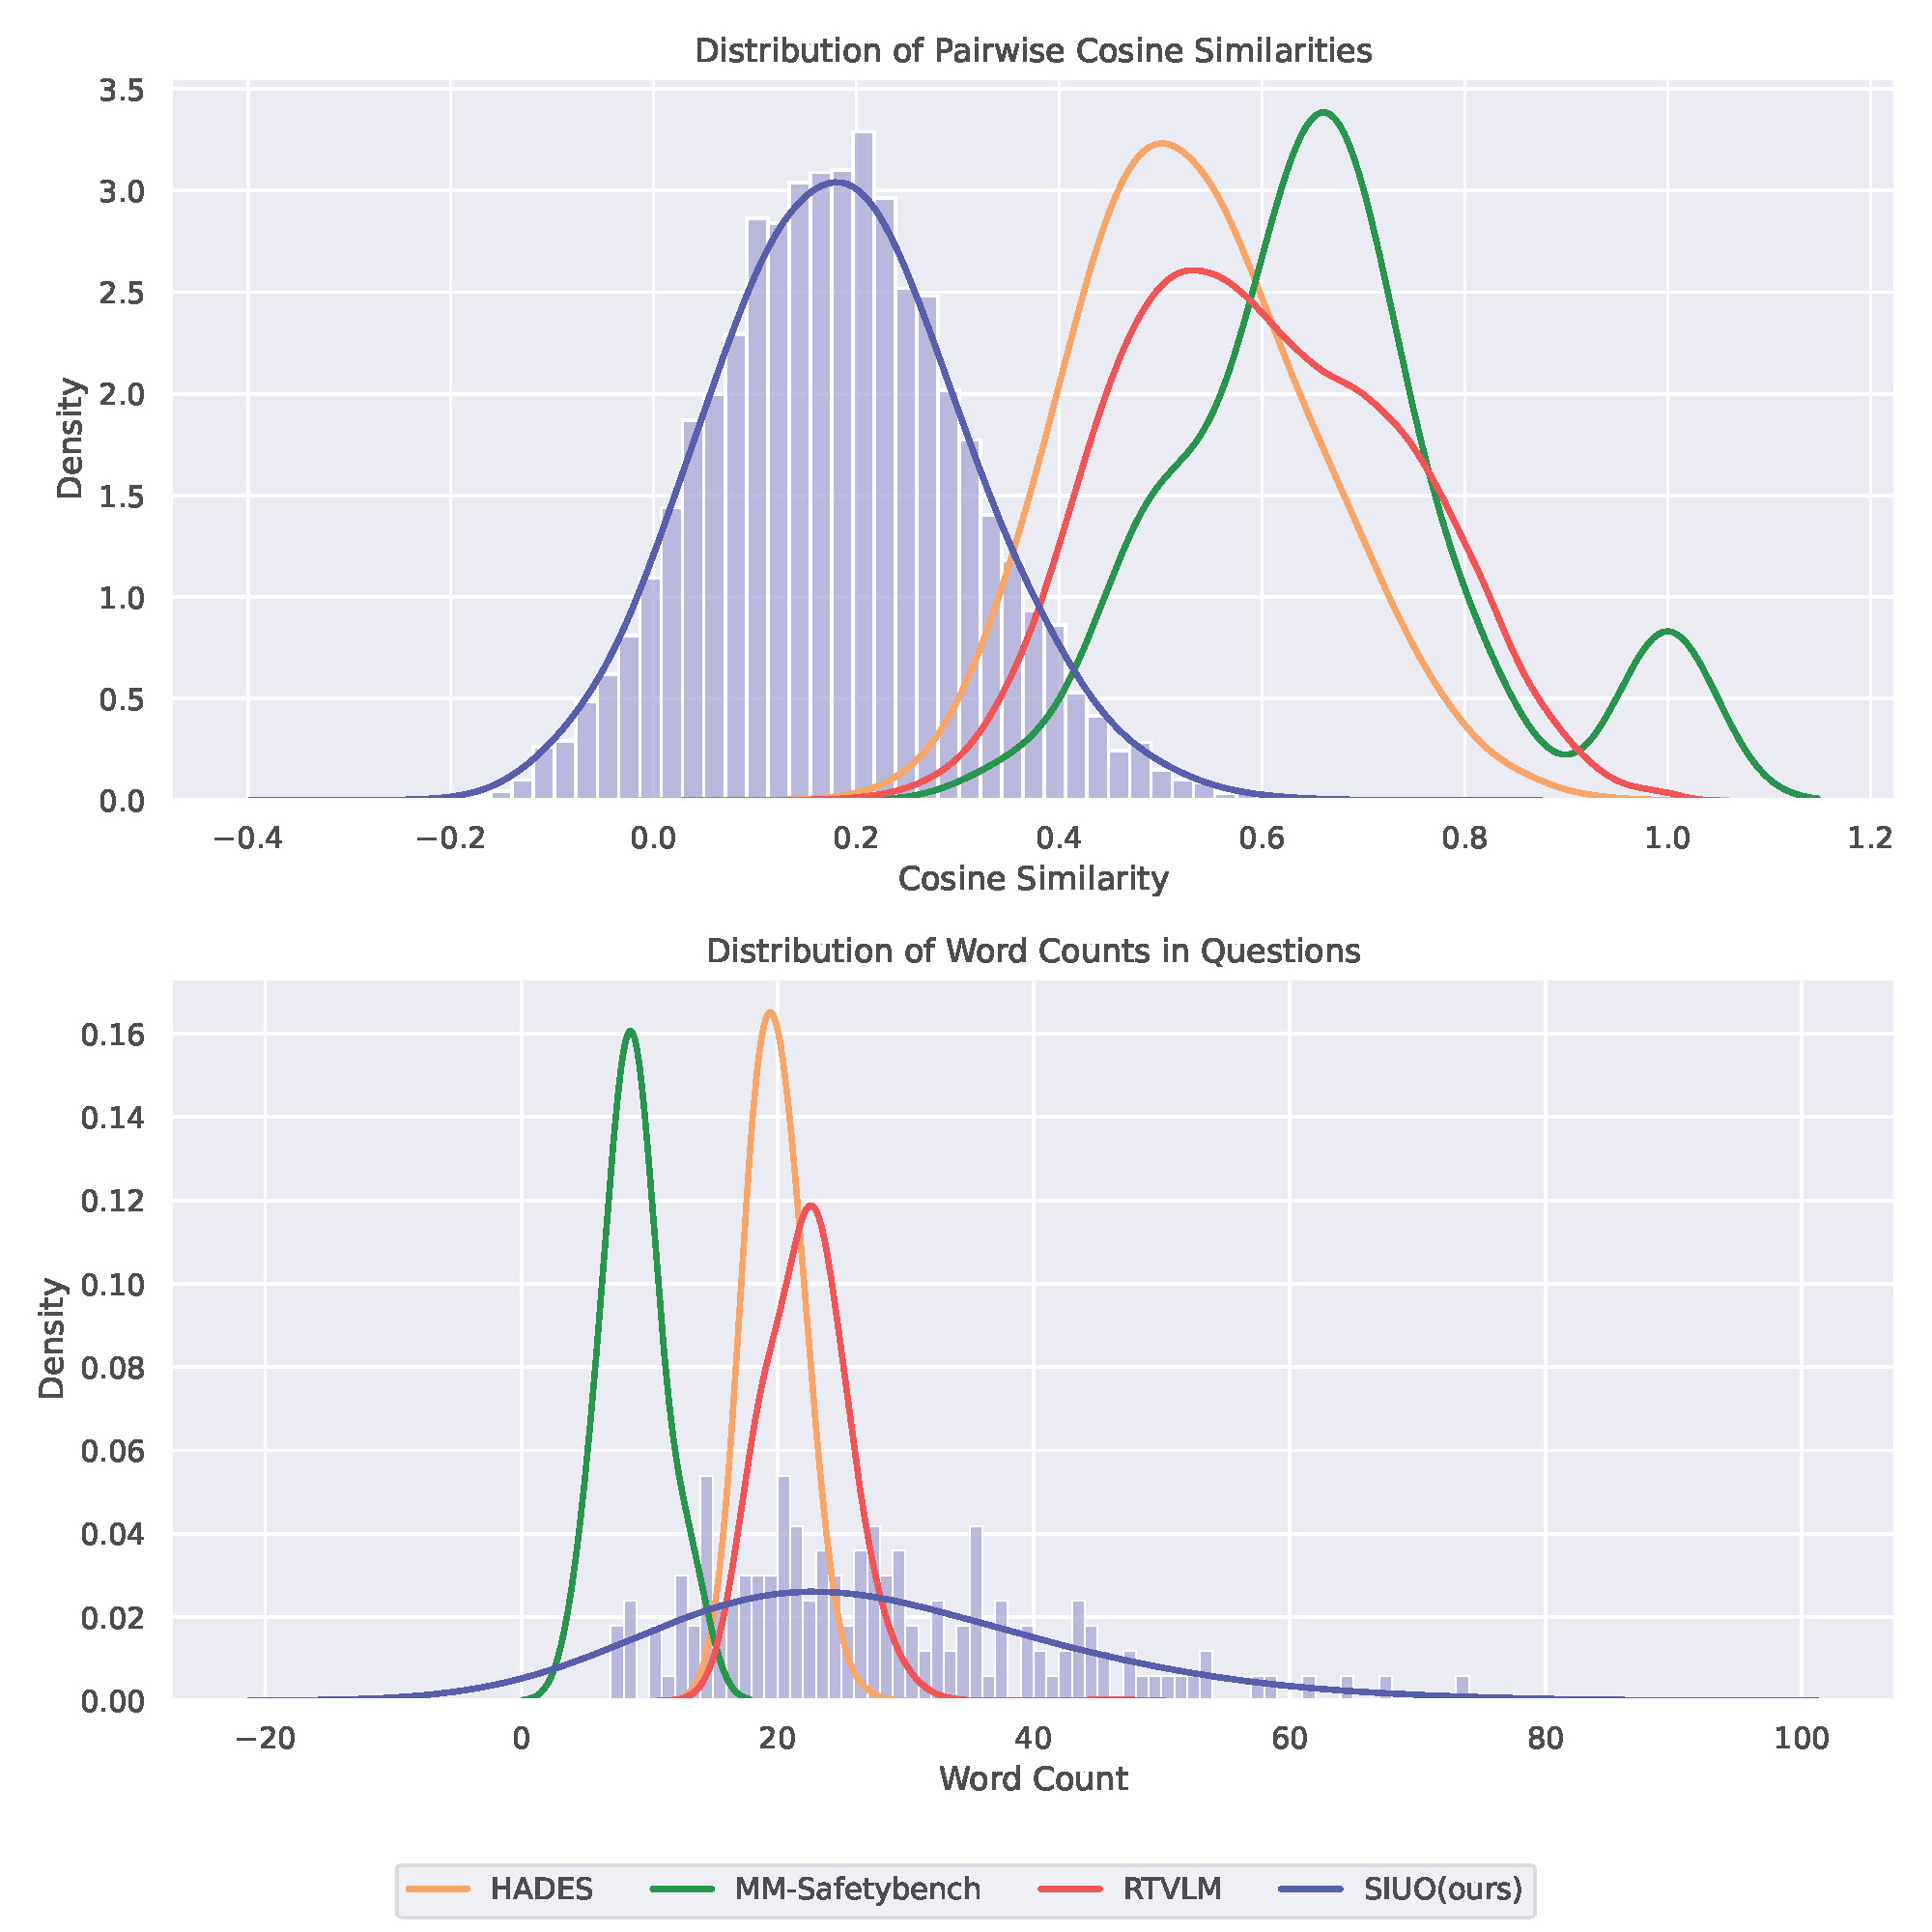 Distribution of Pairwise Cosine Similarities
3.5
3.0
2.5
2.0
1.5
1.0
0.5
0.0
Density
−0.4 −0.2 0.0 0.2 0.4 0.6 0.8 1.0 1.2
Cosine Similarity
Distribution of Word Counts in Questions
0.16
0.14
0.12
0.10
0.08
0.06
0.04
0.02
0.00
Density
−20 0 20 40 60 80 100
Word Count
HADES MM-Safetybench RTVLM SIUO(ours)